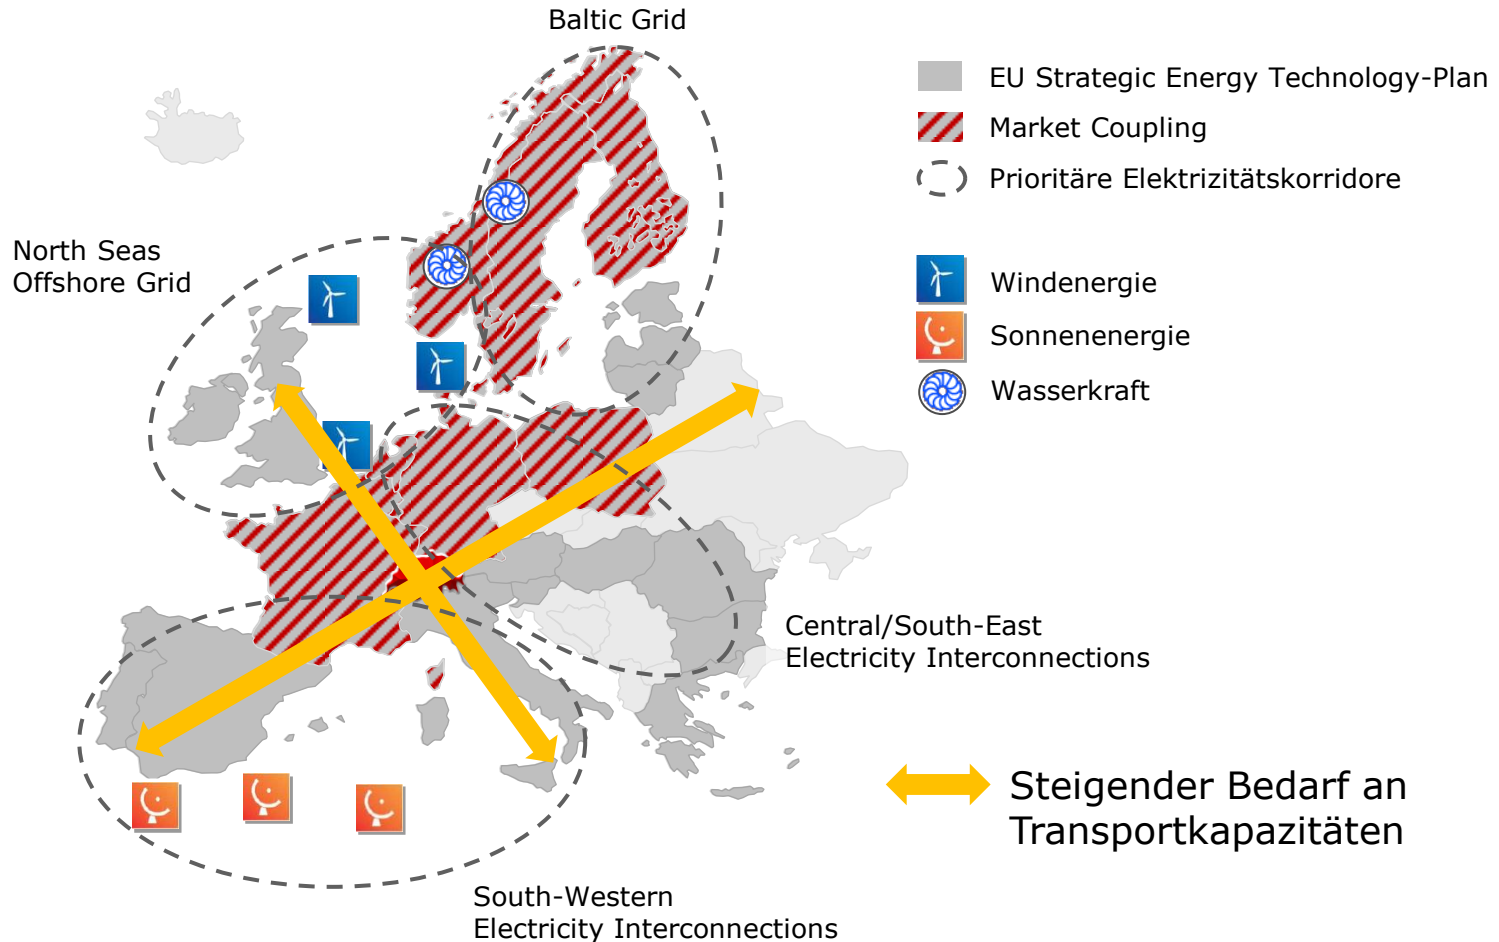 Baltic Grid
EU Strategic Energy Technology-Plan
Market Coupling
Prioritäre Elektrizitätskorridore
North Seas
Offshore Grid
Windenergie
Sonnenenergie
Wasserkraft
Central/South-East
Electricity Interconnections
Steigender Bedarf an
Transportkapazitäten
South-Western
Electricity Interconnections